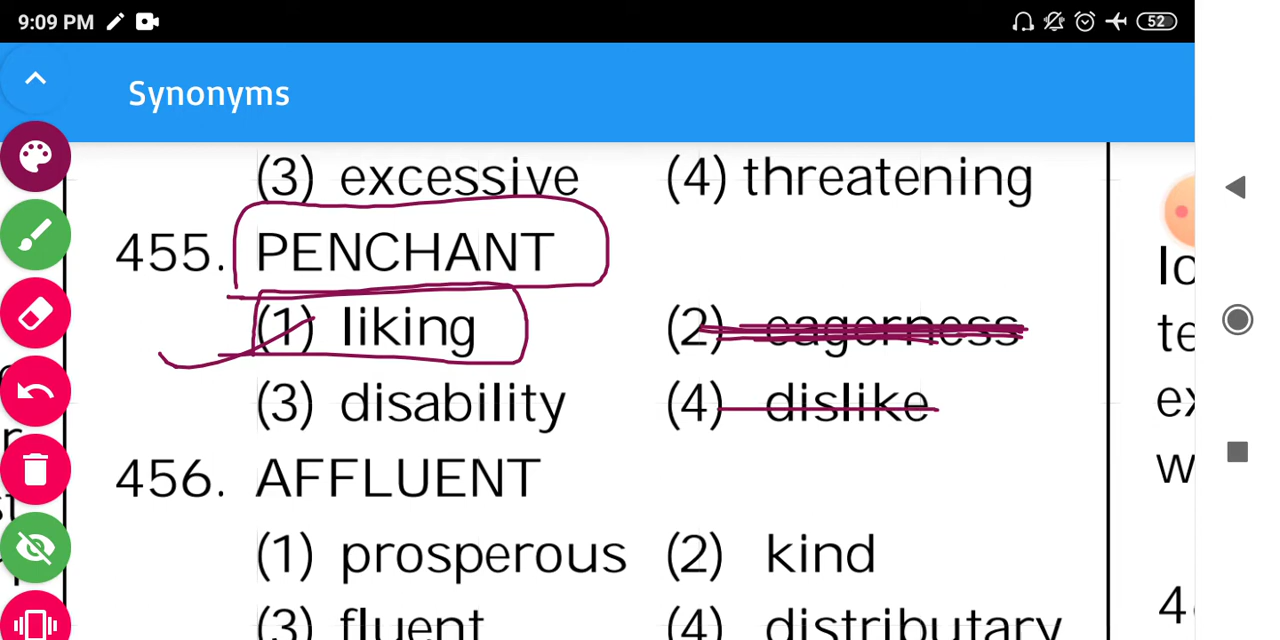 9:09 PM 52
Synonyms
(3) excessive (4) threatening
455. PENCHANT
(1) liking (2) eagerness
(3) disability (4) dislike
456. AFFLUENT
(1) prosperous (2) kind
(3) fluent (4) distributary